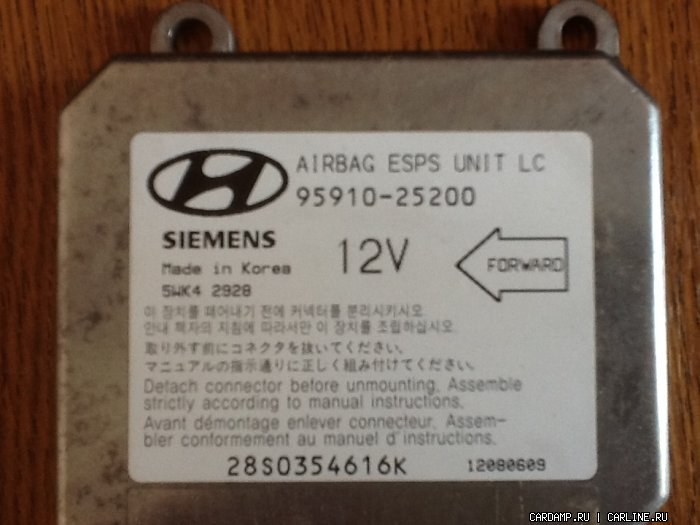 AIRBAG ESPS UNIT LC
95910-25200
SIEMENS
12V
FORWARD
Made in Korea
5WK4 2928
이 장치를 떼어내기 전에 커넥터를 분리시키시오
안내 책자의 지침에 따라서만 이 장치를 조립하십시오
取り外す前にコネクタを抜いてください。
マニュアルの指示通りに正しく組み付けてください。
Detach connector before unmounting. Assemble
strictly according to manual instructions.
Avant démontage enlever connecteur. Assem-
bler conformement au manuel d'instructions.
28S0354616K
12080609
CARDAMP.RU | CARLINE.RU